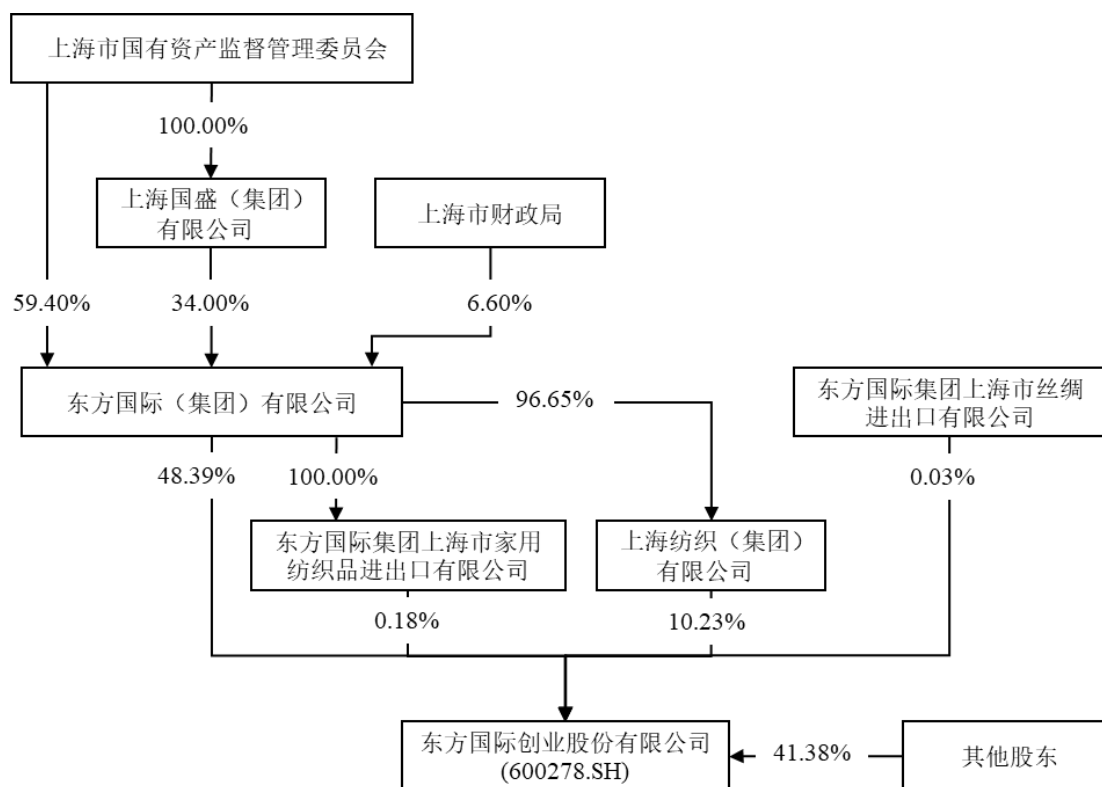 上海市国有资产监督管理委员会
100.00%
上海国盛（集团）
有限公司
上海市财政局
59.40%
34.00%
6.60%
东方国际（集团）有限公司
96.65%
东方国际集团上海市丝绸
进出口有限公司
48.39%
100.00%
0.03%
东方国际集团上海市家用
纺织品进出口有限公司
上海纺织（集团）
有限公司
0.18%
10.23%
东方国际创业股份有限公司
(600278.SH)
41.38%
其他股东